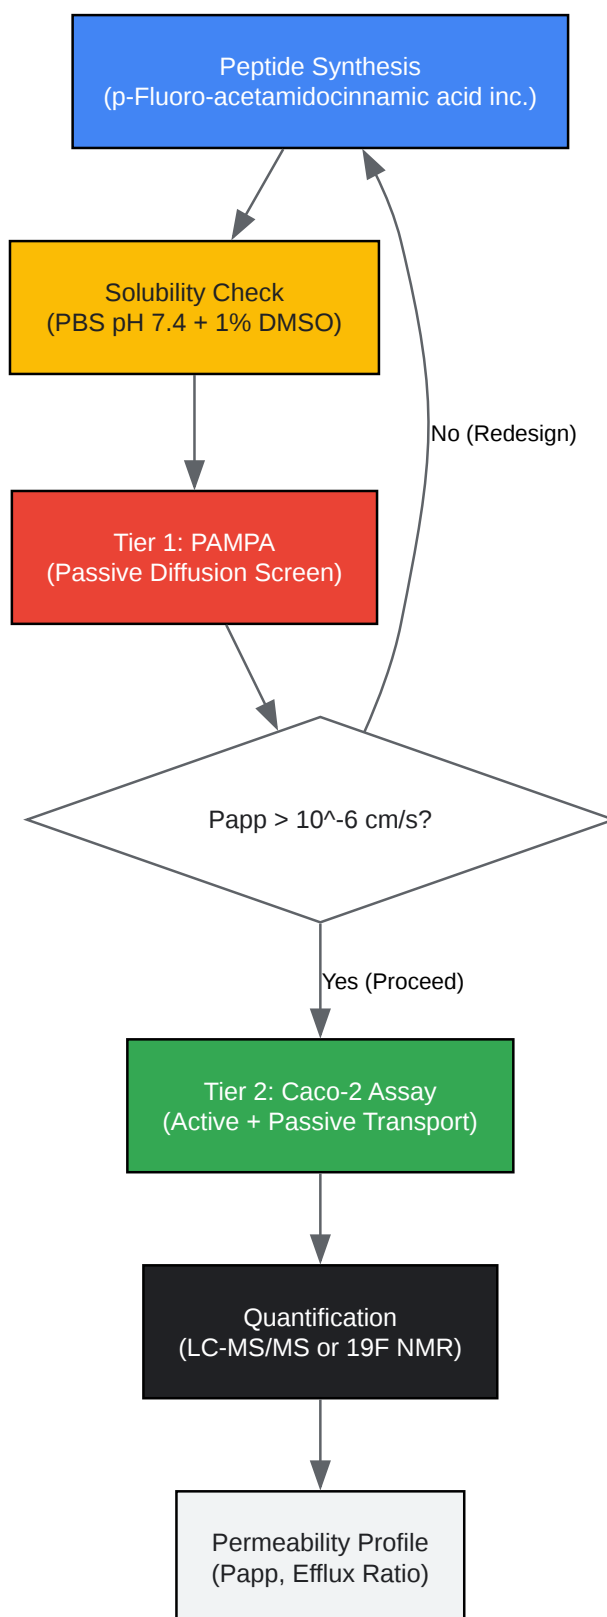 Peptide Synthesis
(p-Fluoro-acetamidocinnamic acid inc.)
Solubility Check
(PBS pH 7.4 + 1% DMSO)
No (Redesign)
Tier 1: PAMPA
(Passive Diffusion Screen)
Papp > 10^-6 cm/s?
Yes (Proceed)
Tier 2: Caco-2 Assay
(Active + Passive Transport)
Quantification
(LC-MS/MS or 19F NMR)
Permeability Profile
(Papp, Efflux Ratio)